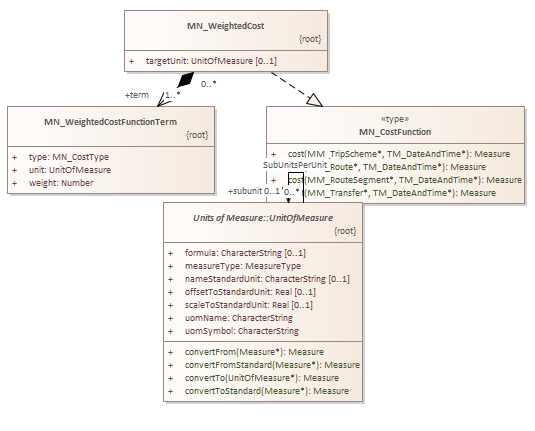 MN_WeightedCost
{root}
+ targetUnit: UnitOfMeasure [0..1]
0..*
+term 1..*
MN_WeightedCostFunctionTerm
{root}
+ type: MN_CostType
+ unit: UnitOfMeasure
+ weight: Number
«type»
MN_CostFunction
+ cost(MM_TripScheme*, TM_DateAndTime*): Measure
SubUnitsPerUnit
_Route*, TM_DateAndTime*): Measure
+ cost(MM_RouteSegment*, TM_DateAndTime*): Measure
+subunit 0..1 0..*
(MM_Transfer*, TM_DateAndTime*): Measure
Units of Measure::UnitOfMeasure
{root}
+ formula: CharacterString [0..1]
+ measureType: MeasureType
+ nameStandardUnit: CharacterString [0..1]
+ offsetToStandardUnit: Real [0..1]
+ scaleToStandardUnit: Real [0..1]
+ uomName: CharacterString
+ uomSymbol: CharacterString
+ convertFrom(Measure*): Measure
+ convertFromStandard(Measure*): Measure
+ convertTo(UnitOfMeasure*): Measure
+ convertToStandard(Measure*): Measure